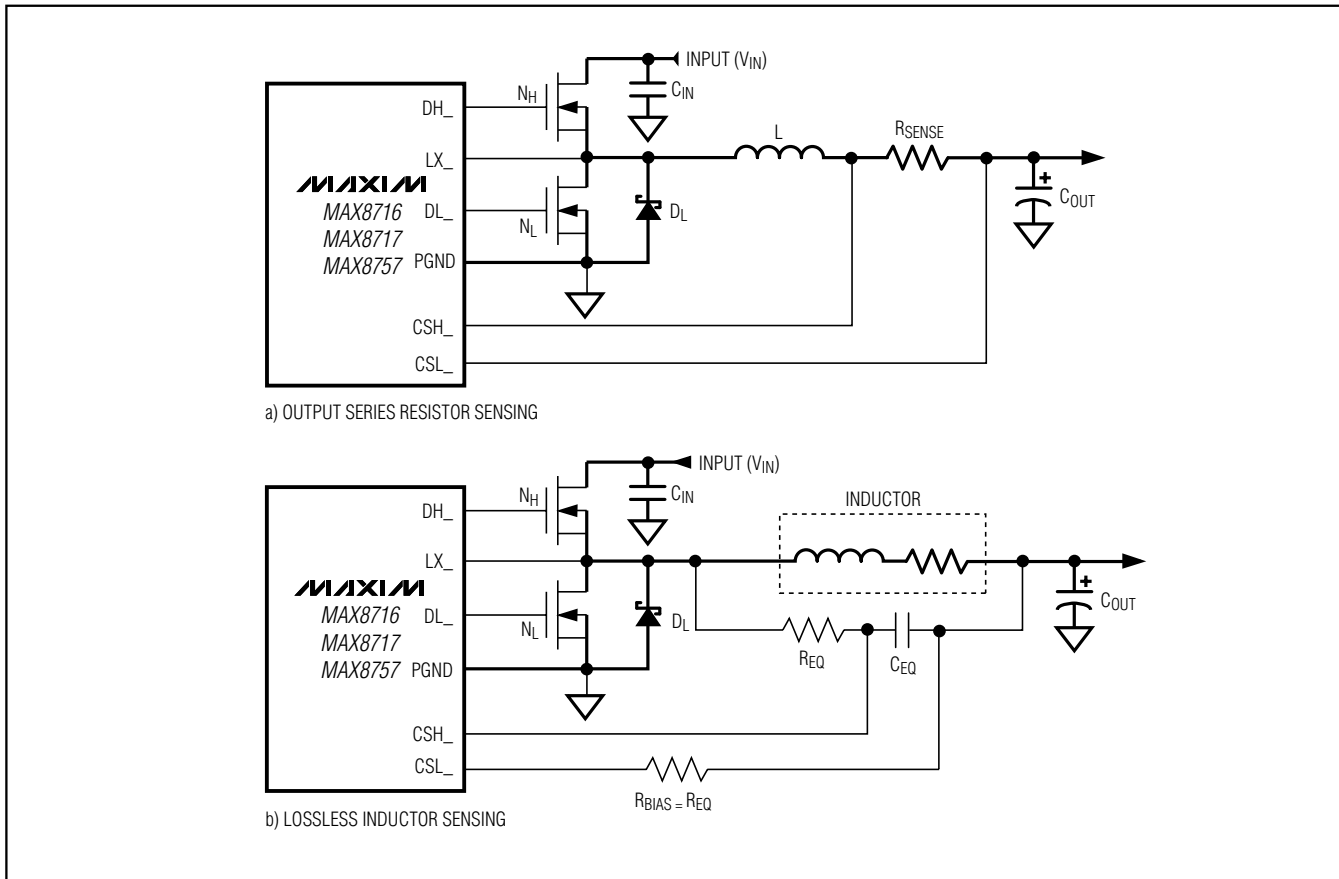 INPUT (VIN)
NH
CIN
DH_
L
RSENSE
LX_
MAXIM
MAX8716
DL_
NL
DL
+
COUT
MAX8717
MAX8757
PGND
CSH_
CSL_
a) OUTPUT SERIES RESISTOR SENSING
INPUT (VIN)
NH
CIN
INDUCTOR
DH_
LX_
MAXIM
MAX8716
DL_
NL
DL
+
COUT
MAX8717
MAX8757
PGND
REQ
CEQ
CSH_
CSL_
RBIAS = REQ
b) LOSSLESS INDUCTOR SENSING